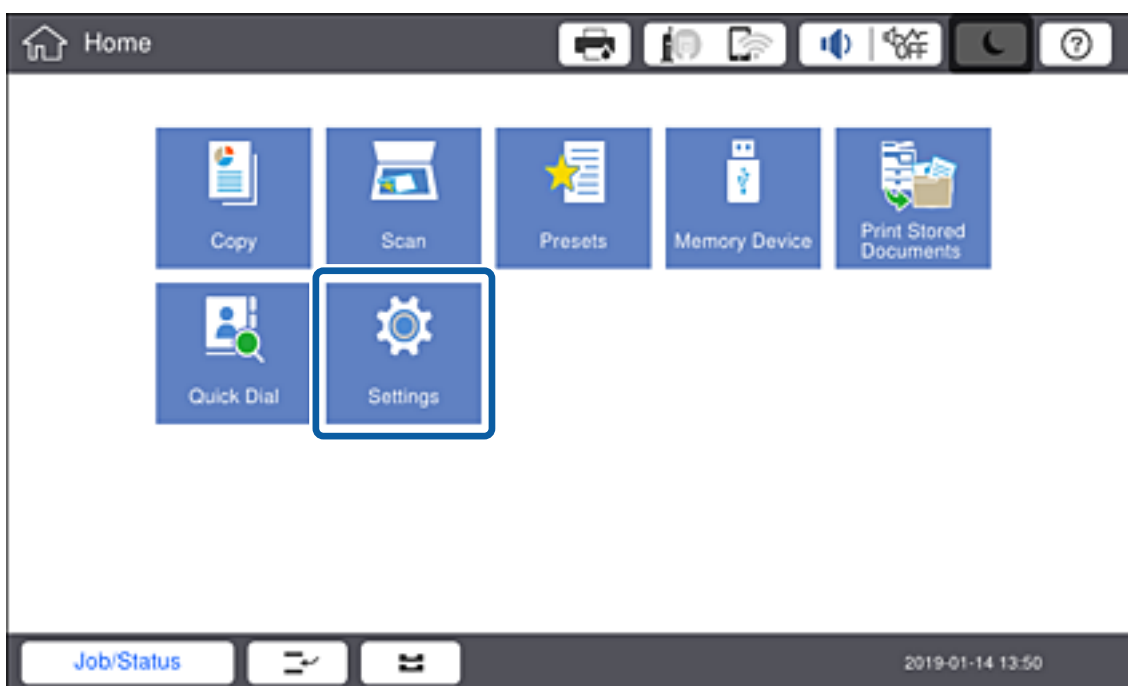 Home
OFF
Copy
Scan
Presets
Memory Device
Print Stored
Documents
Quick Dial
Settings
Job/Status
2019-01-14 13:50